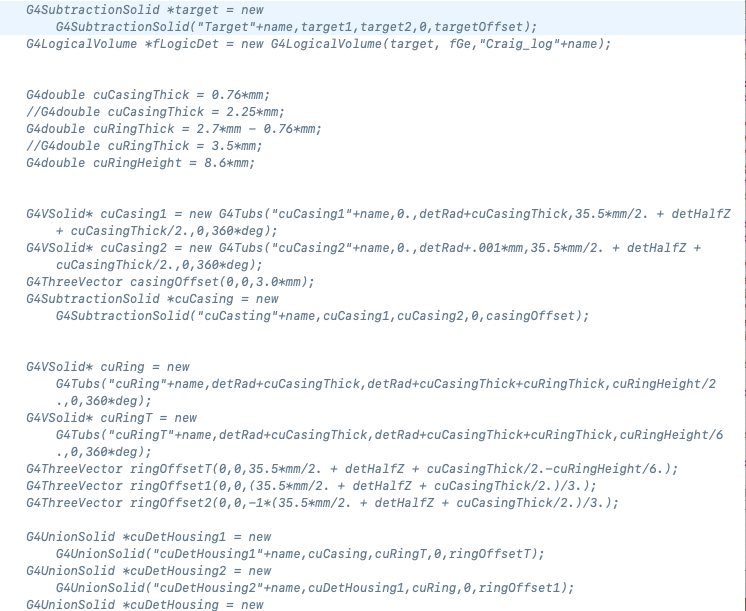 G4SubtractionSolid *target = new
G4SubtractionSolid("Target"+name,target1,target2,0,targetOffset);
G4LogicalVolume *fLogicDet = new G4LogicalVolume(target, fGe,"Craig_log"+name);
G4double cuCasingThick = 0.76*mm;
//G4double cuCasingThick = 2.25*mm;
G4double cuRingThick = 2.7*mm - 0.76*mm;
//G4double cuRingThick = 3.5*mm;
G4double cuRingHeight = 8.6*mm;
G4VSolid* cuCasing1 = new G4Tubs("cuCasing1"+name,0.,detRad+cuCasingThick,35.5*mm/2. + detHalfZ
+ cuCasingThick/2.,0,360*deg);
G4VSolid* cuCasing2 = new G4Tubs("cuCasing2"+name,0.,detRad+.001*mm,35.5*mm/2. + detHalfZ +
cuCasingThick/2.,0,360*deg);
G4ThreeVector casingOffset(0,0,3.0*mm);
G4SubtractionSolid *cuCasing = new
G4SubtractionSolid("cuCasting"+name,cuCasing1,cuCasing2,0,casingOffset);
G4VSolid* cuRing = new
G4Tubs("cuRing"+name,detRad+cuCasingThick,detRad+cuCasingThick+cuRingThick,cuRingHeight/2
.,0,360*deg);
G4VSolid* cuRingT = new
G4Tubs("cuRingT"+name,detRad+cuCasingThick,detRad+cuCasingThick+cuRingThick,cuRingHeight/6
.,0,360*deg);
G4ThreeVector ringOffsetT(0,0,35.5*mm/2. + detHalfZ + cuCasingThick/2.-cuRingHeight/6.);
G4ThreeVector ringOffset1(0,0,(35.5*mm/2. + detHalfZ + cuCasingThick/2.)/3.);
G4ThreeVector ringOffset2(0,0,-1*(35.5*mm/2. + detHalfZ + cuCasingThick/2.)/3.);
G4UnionSolid *cuDetHousing1 = new
G4UnionSolid("cuDetHousing1"+name,cuCasing,cuRingT,0,ringOffsetT);
G4UnionSolid *cuDetHousing2 = new
G4UnionSolid("cuDetHousing2"+name,cuDetHousing1,cuRing,0,ringOffset1);
G4UnionSolid *cuDetHousing = new